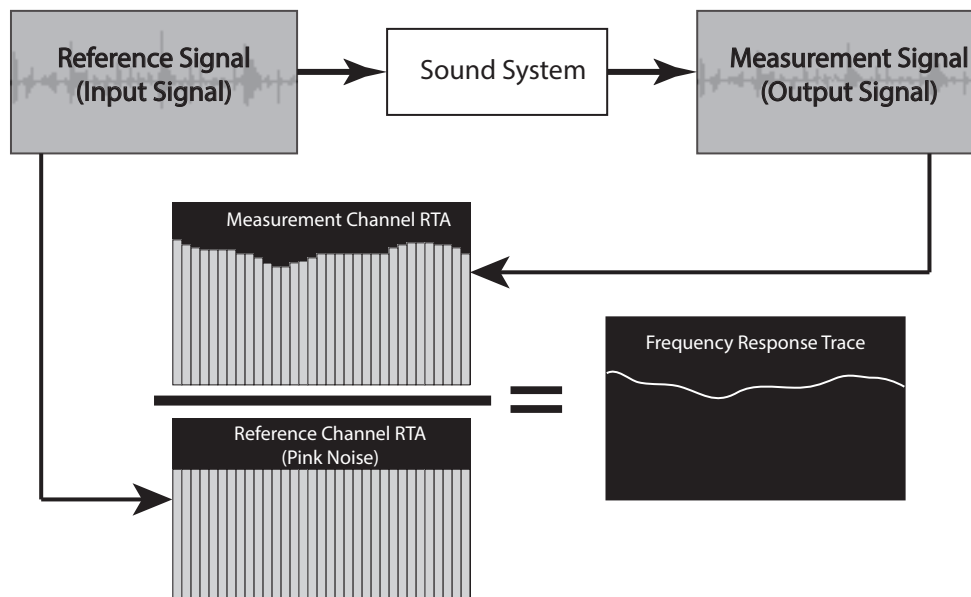 Reference Signal
(Input Signal)
Sound System
Measurement Signal
(Output Signal)
Measurement Channel RTA
Frequency Response Trace
Reference Channel RTA
(Pink Noise)